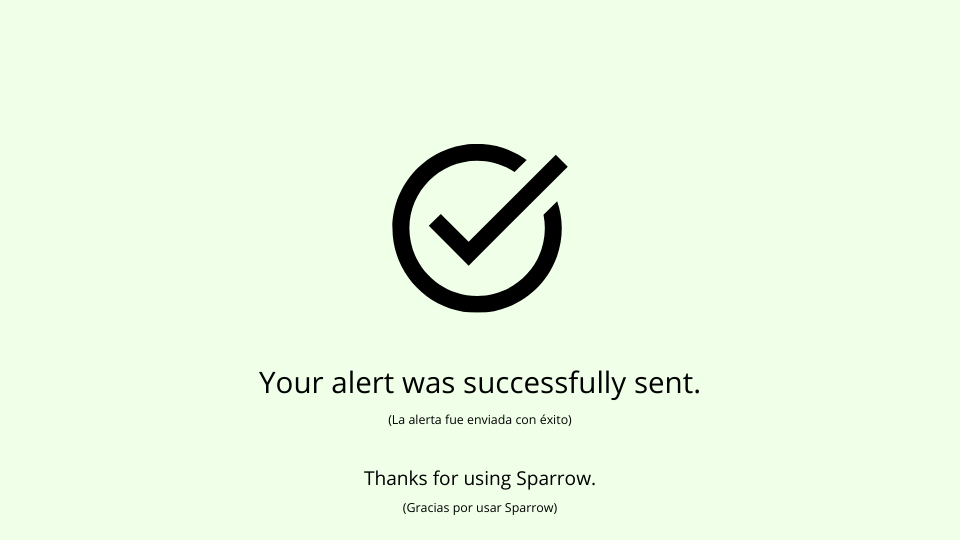 Your alert was successfully sent.
(La alerta fue enviada con éxito)
Thanks for using Sparrow.
(Gracias por usar Sparrow)